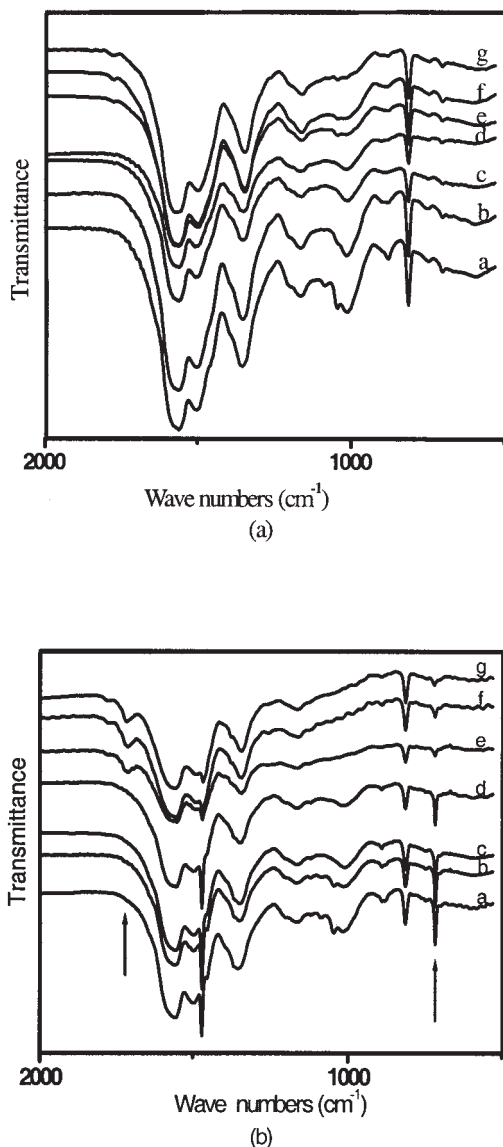 Transmittance
g
f
e
d
c
b
a
2000
1000
Wave numbers (cm-1)
(a)
Transmittance
g
f
e
d
c
b
a
2000
1000
Wave numbers (cm-1)
(b)